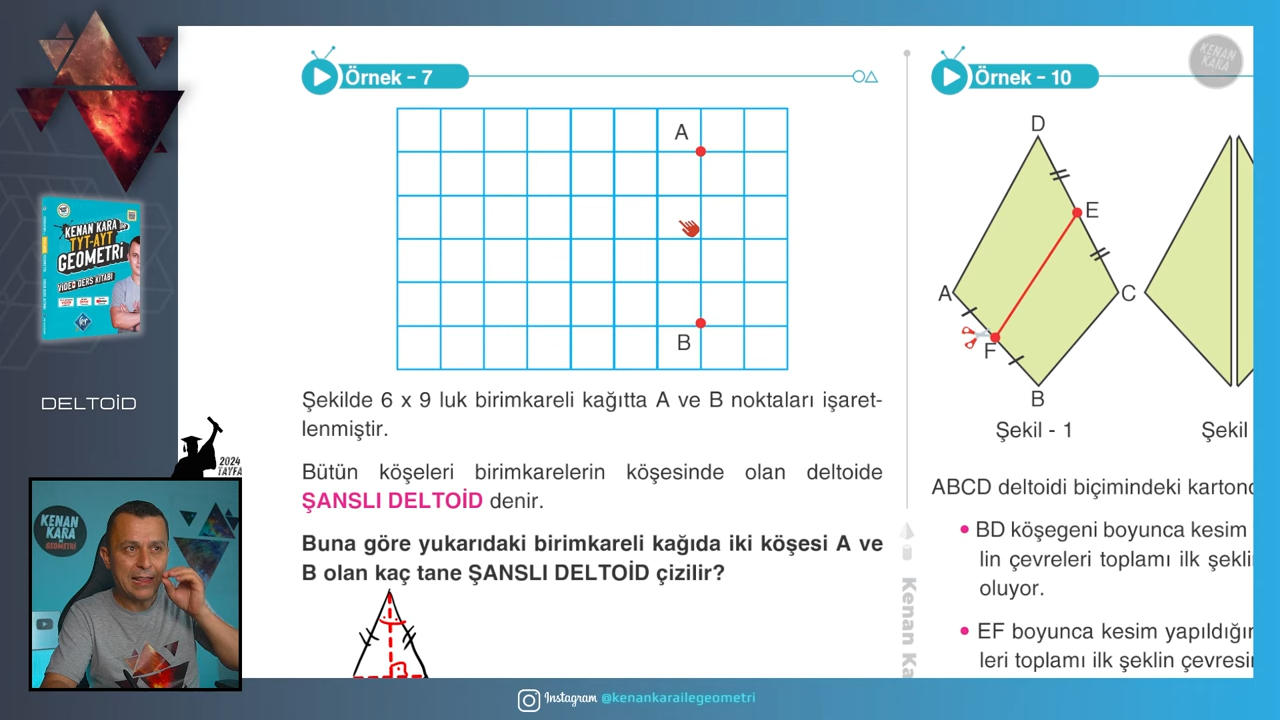 Örnek - 7
A
B
Şekilde 6 x 9 luk birimkareli kağıtta A ve B noktaları işaret-
lenmiştir.
Bütün köşeleri birimkarelerin köşesinde olan deltoide
ŞANSLI DELTOİD denir.
Buna göre yukarıdaki birimkareli kağıda iki köşesi A ve
B olan kaç tane ŞANSLI DELTOİD çizilir?
Örnek - 10
KENAN
KARA
D
E
A
C
F
B
Şekil - 1
Şekil
ABCD deltoidi biçimindeki kartond
• BD köşegeni boyunca kesim
lin çevreleri toplamı ilk şekli
oluyor.
• EF boyunca kesim yapıldığır
leri toplamı ilk şeklin çevresir
Kenan Ka
KENAN KARA
TYT-AYT
GEOMETRİ
VİDEO DERS KİTABI
DELTOİD
2024
TAYFA
KENAN
KARA
Instagram @kenankarailegeometri